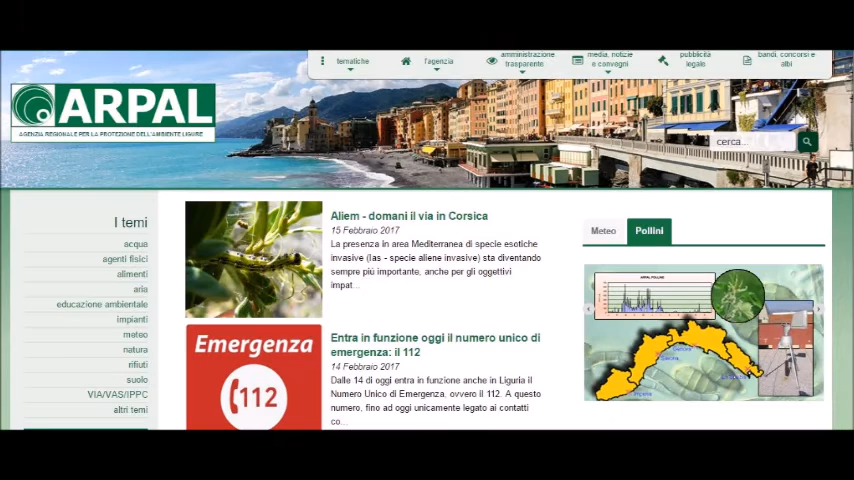 tematiche
l'agenzia
amministrazione
trasparente
media, notizie
e convegni
pubblicità
legale
bandi, concorsi e
albi
ARPAL
AGENZIA REGIONALE PER LA PROTEZIONE DELL'AMBIENTE LIGURE
cerca...
I temi
acqua
agenti fisici
alimenti
aria
educazione ambientale
impianti
meteo
natura
rifiuti
suolo
VIA/VAS/IPPC
altri temi
Aliem - domani il via in Corsica
15 Febbraio 2017
La presenza in area Mediterranea di specie esotiche
invasive (Ias - specie aliene invasive) sta diventando
sempre più importante, anche per gli oggettivi
impat...
Emergenza
112
Entra in funzione oggi il numero unico di
emergenza: il 112
14 Febbraio 2017
Dalle 14 di oggi entra in funzione anche in Liguria il
Numero Unico di Emergenza, ovvero il 112. A questo
numero, fino ad oggi unicamente legato ai contatti
co...
Meteo
Pollini
ARPAL POLLINI